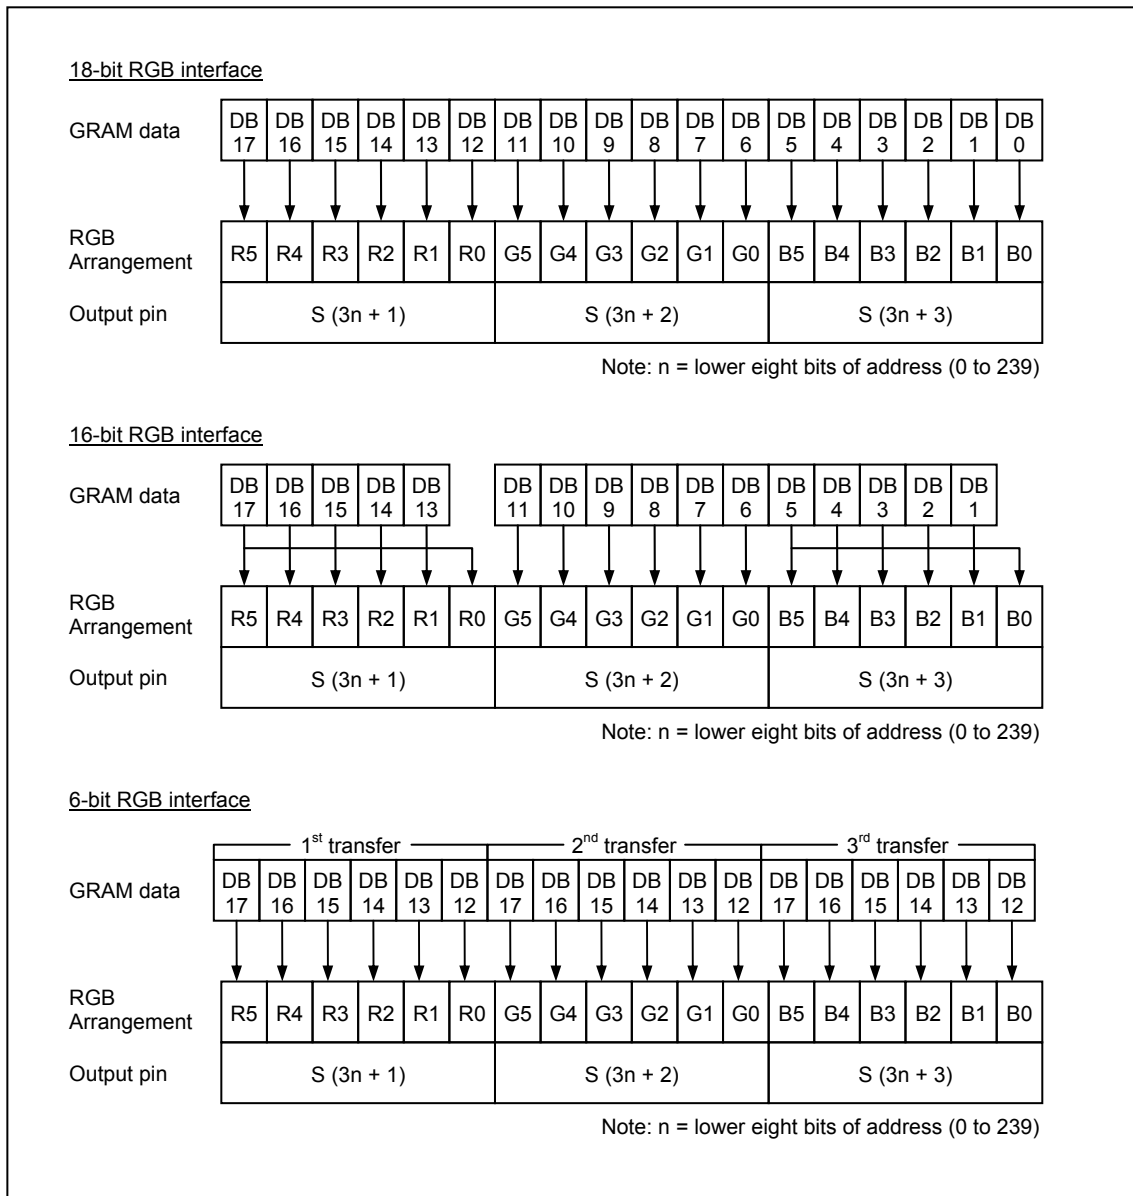 18-bit RGB interface
GRAM data
DB 17 DB 16 DB 15 DB 14 DB 13 DB 12 DB 11 DB 10 DB 9 DB 8 DB 7 DB 6 DB 5 DB 4 DB 3 DB 2 DB 1 DB 0
RGB Arrangement
R5 R4 R3 R2 R1 R0 G5 G4 G3 G2 G1 G0 B5 B4 B3 B2 B1 B0
Output pin S (3n + 1) S (3n + 2) S (3n + 3)
Note: n = lower eight bits of address (0 to 239)
16-bit RGB interface
GRAM data
DB 17 DB 16 DB 15 DB 14 DB 13 DB 11 DB 10 DB 9 DB 8 DB 7 DB 6 DB 5 DB 4 DB 3 DB 2 DB 1
RGB Arrangement
R5 R4 R3 R2 R1 R0 G5 G4 G3 G2 G1 G0 B5 B4 B3 B2 B1 B0
Output pin S (3n + 1) S (3n + 2) S (3n + 3)
Note: n = lower eight bits of address (0 to 239)
6-bit RGB interface
1st transfer 2nd transfer 3rd transfer
GRAM data
DB 17 DB 16 DB 15 DB 14 DB 13 DB 12 DB 17 DB 16 DB 15 DB 14 DB 13 DB 12 DB 17 DB 16 DB 15 DB 14 DB 13 DB 12
RGB Arrangement
R5 R4 R3 R2 R1 R0 G5 G4 G3 G2 G1 G0 B5 B4 B3 B2 B1 B0
Output pin S (3n + 1) S (3n + 2) S (3n + 3)
Note: n = lower eight bits of address (0 to 239)